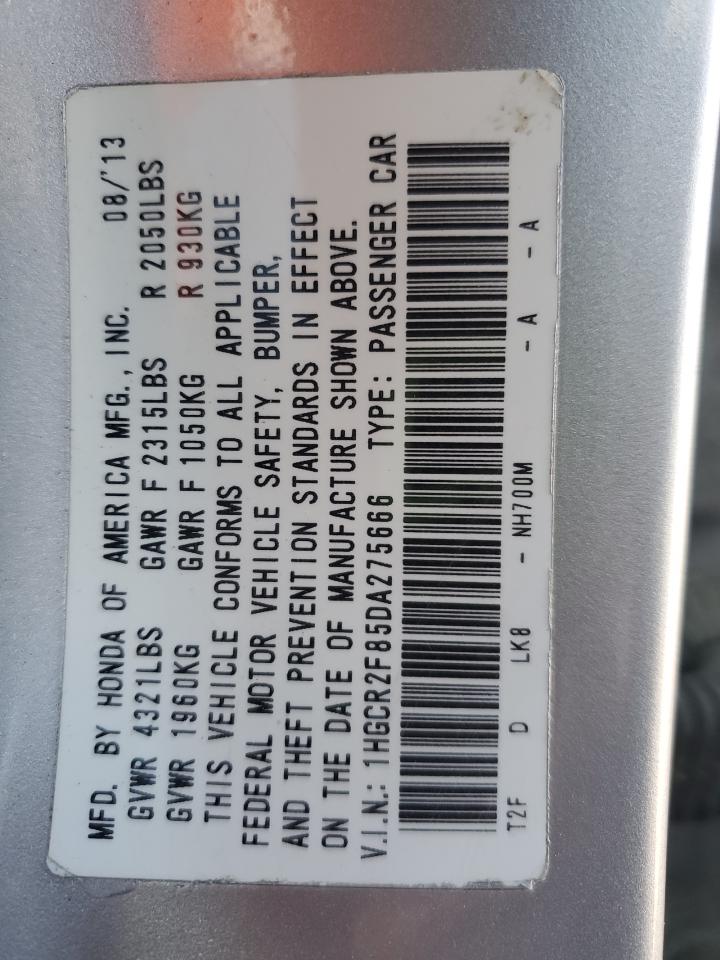 MFD. BY HONDA OF AMERICA MFG., INC. 08/'13
GVWR 4321LBS GAWR F 2315LBS R 2050LBS
GVWR 1960KG GAWR F 1050KG R 930KG
THIS VEHICLE CONFORMS TO ALL APPLICABLE
FEDERAL MOTOR VEHICLE SAFETY, BUMPER,
AND THEFT PREVENTION STANDARDS IN EFFECT
ON THE DATE OF MANUFACTURE SHOWN ABOVE.
V.I.N.: 1HGCR2F85DA275666 TYPE: PASSENGER CAR
T2F D LK8 - NH700M - A - A